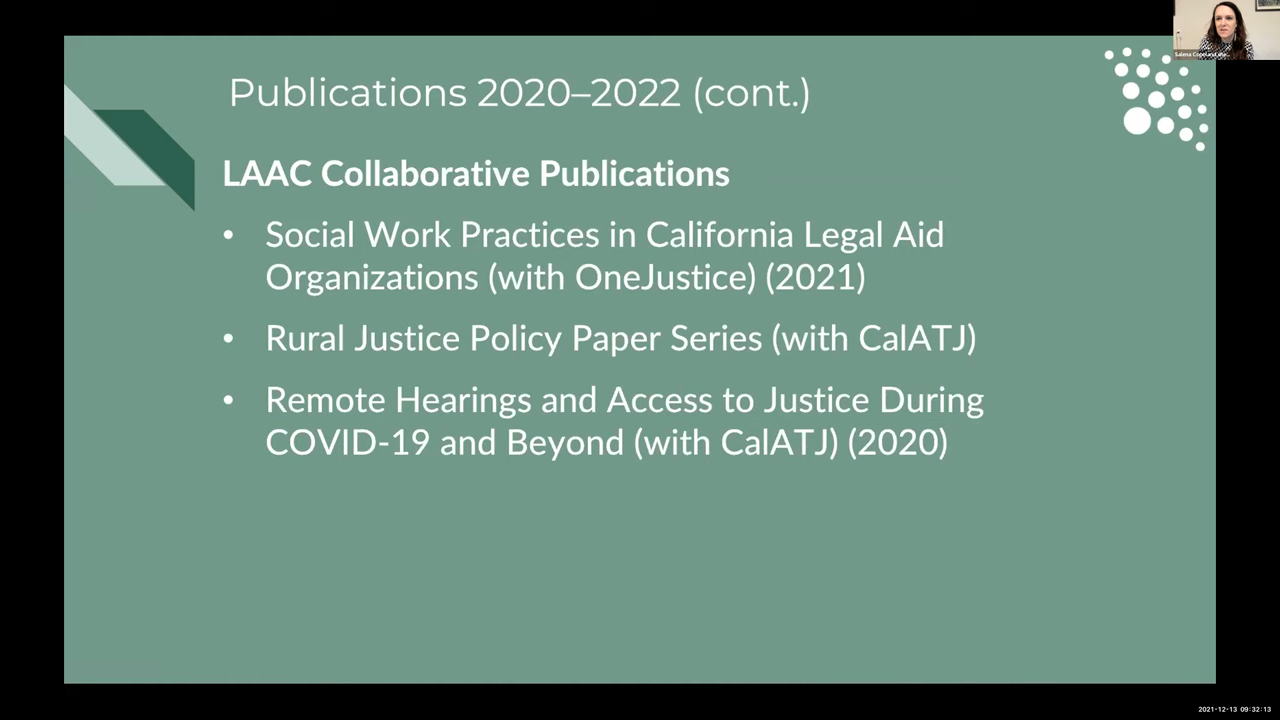 Publications 2020–2022 (cont.)
LAAC Collaborative Publications
• Social Work Practices in California Legal Aid
Organizations (with OneJustice) (2021)
• Rural Justice Policy Paper Series (with CalATJ)
• Remote Hearings and Access to Justice During
COVID-19 and Beyond (with CalATJ) (2020)
Salena Copeland
2021-12-13 09:32:13